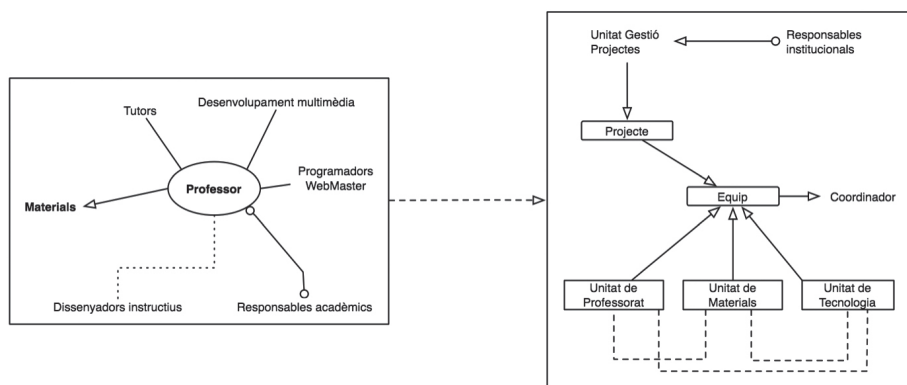 Tutors
Desenvolupament multimèdia
Professor
Programadors
WebMaster
Materials
Dissenyadors instructius
Responsables acadèmics
Unitat Gestió
Projectes
Responsables
institucionals
Projecte
Equip
Coordinador
Unitat de
Professorat
Unitat de
Materials
Unitat de
Tecnologia